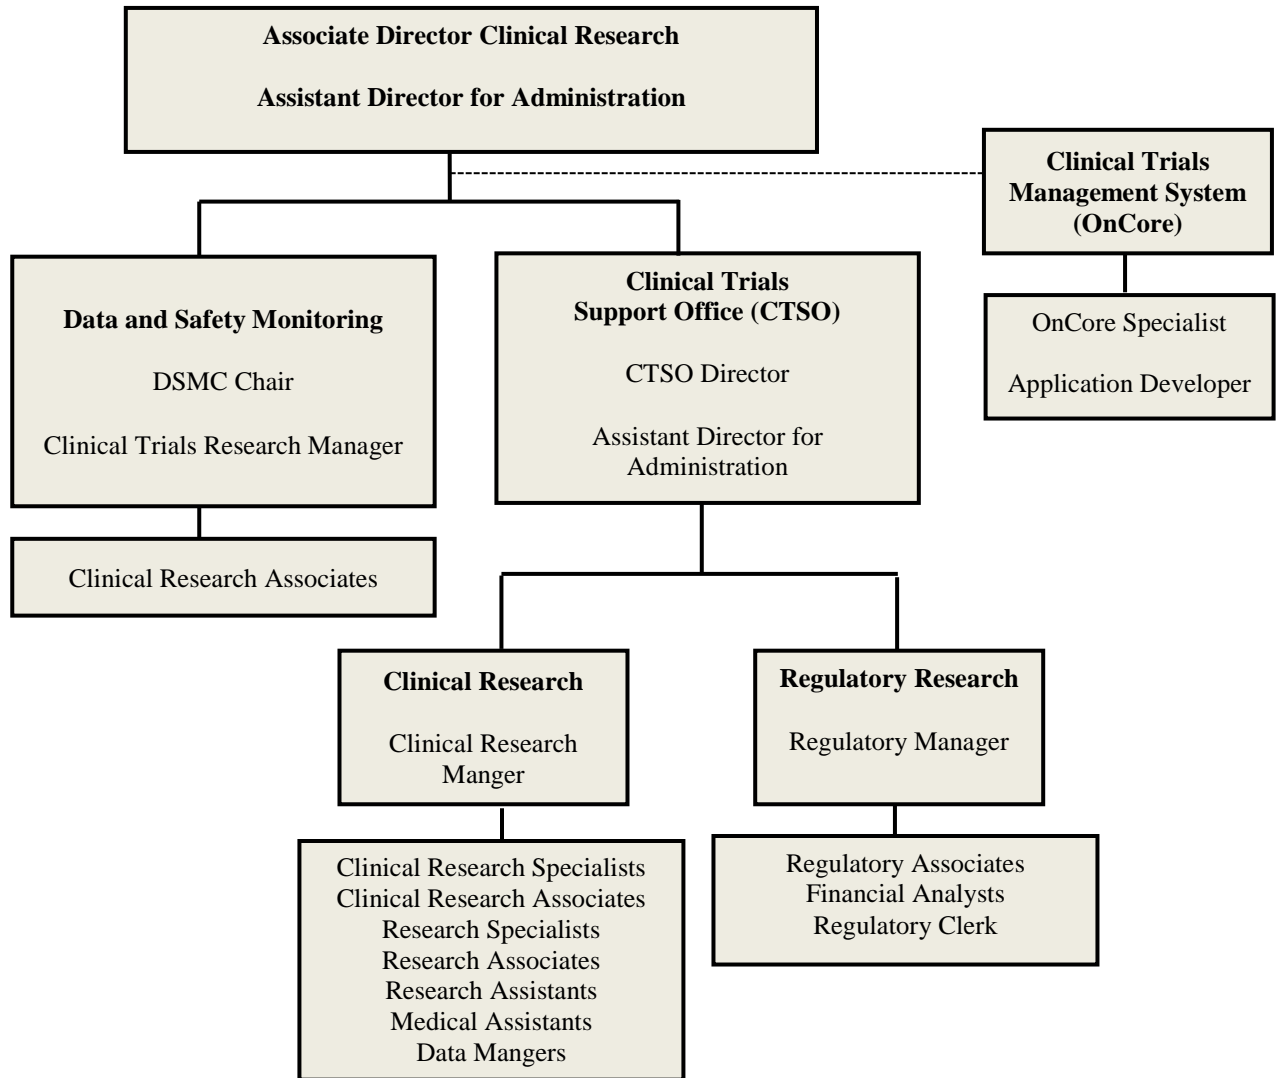 Associate Director Clinical Research
Assistant Director for Administration
Clinical Trials
Management System
(OnCore)
OnCore Specialist
Application Developer
Data and Safety Monitoring
DSMC Chair
Clinical Trials Research Manager
Clinical Research Associates
Clinical Trials
Support Office (CTSO)
CTSO Director
Assistant Director for
Administration
Clinical Research
Clinical Research
Manger
Clinical Research Specialists
Clinical Research Associates
Research Specialists
Research Associates
Research Assistants
Medical Assistants
Data Mangers
Regulatory Research
Regulatory Manager
Regulatory Associates
Financial Analysts
Regulatory Clerk